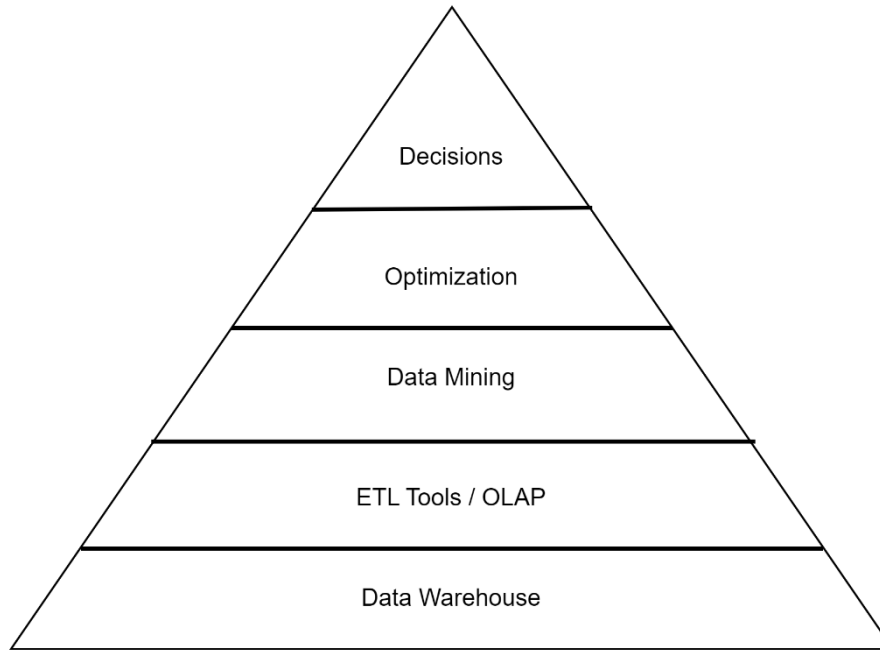 Decisions
Optimization
Data Mining
ETL Tools / OLAP
Data Warehouse